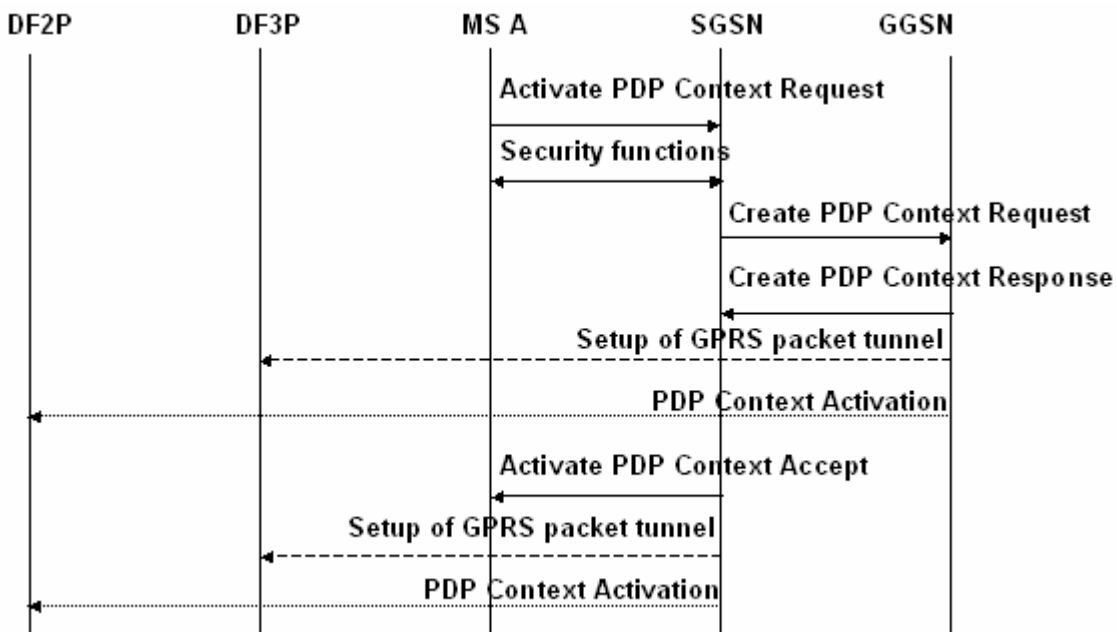 DF2P DF3P MS A SGSN GGSN
Activate PDP Context Request
Security functions
Create PDP Context Request
Create PDP Context Response
Setup of GPRS packet tunnel
PDP Context Activation
Activate PDP Context Accept
Setup of GPRS packet tunnel
PDP Context Activation